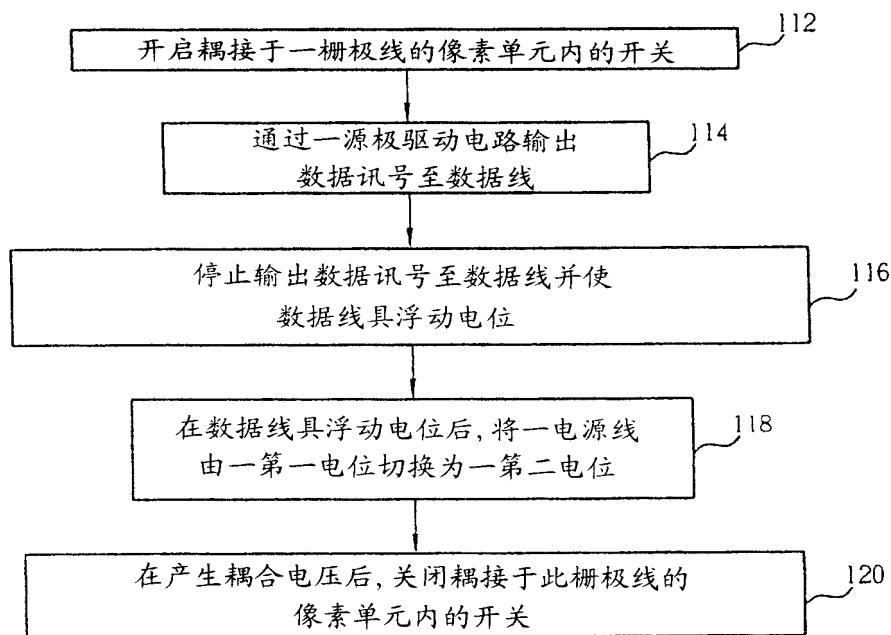 开启耦接于一栅极线的像素单元内的开关
112
通过一源极驱动电路输出
数据讯号至数据线
114
停止输出数据讯号至数据线并使
数据线具浮动电位
116
在数据线具浮动电位后,将一电源线
由一第一电位切换为一第二电位
118
在产生耦合电压后,关闭耦接于此栅极线的
像素单元内的开关
120